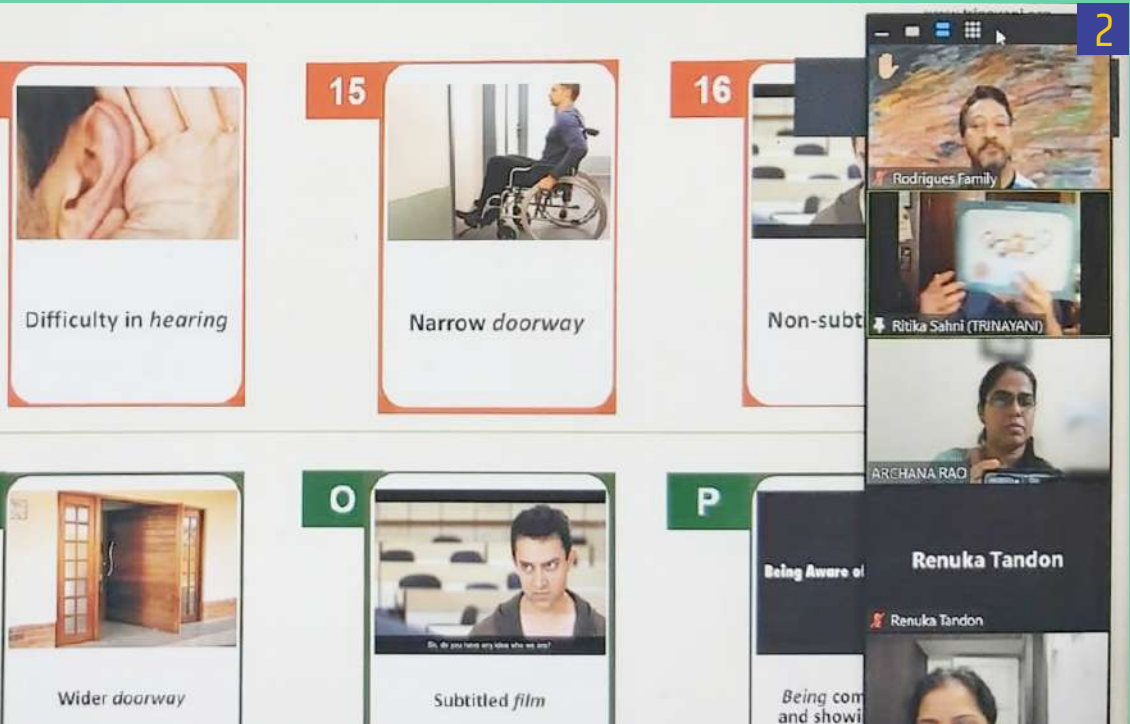 2
15
16
Difficulty in hearing
Narrow doorway
Non-subt
Rodrigues Family
Ritika Sahni (TRINAYANI)
ARCHANA RAO
Renuka Tandon
Renuka Tandon
O
P
Sir, do you have any idea who we are?
Being Aware of
Wider doorway
Subtitled film
Being com
and showi